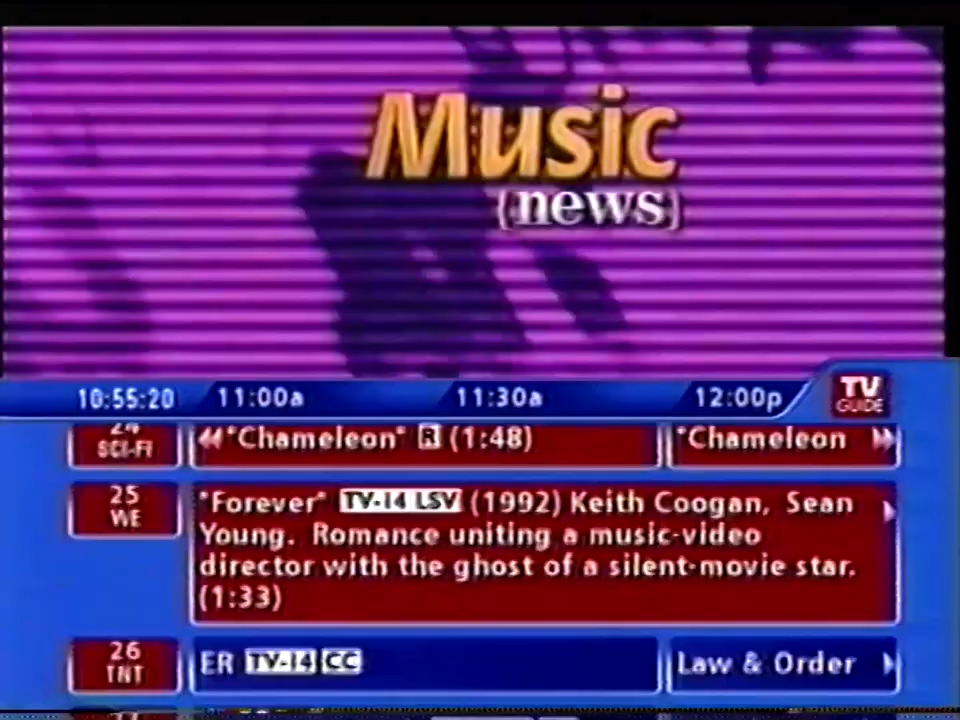 Music
{news}
10:55:20 11:00a 11:30a 12:00p TV GUIDE
24 SCI-FI "Chameleon" R (1:48) "Chameleon
25 WE "Forever" TV-14 LSV (1992) Keith Coogan, Sean
Young. Romance uniting a music-video
director with the ghost of a silent-movie star.
(1:33)
26 TNT ER TV-14 CC Law & Order